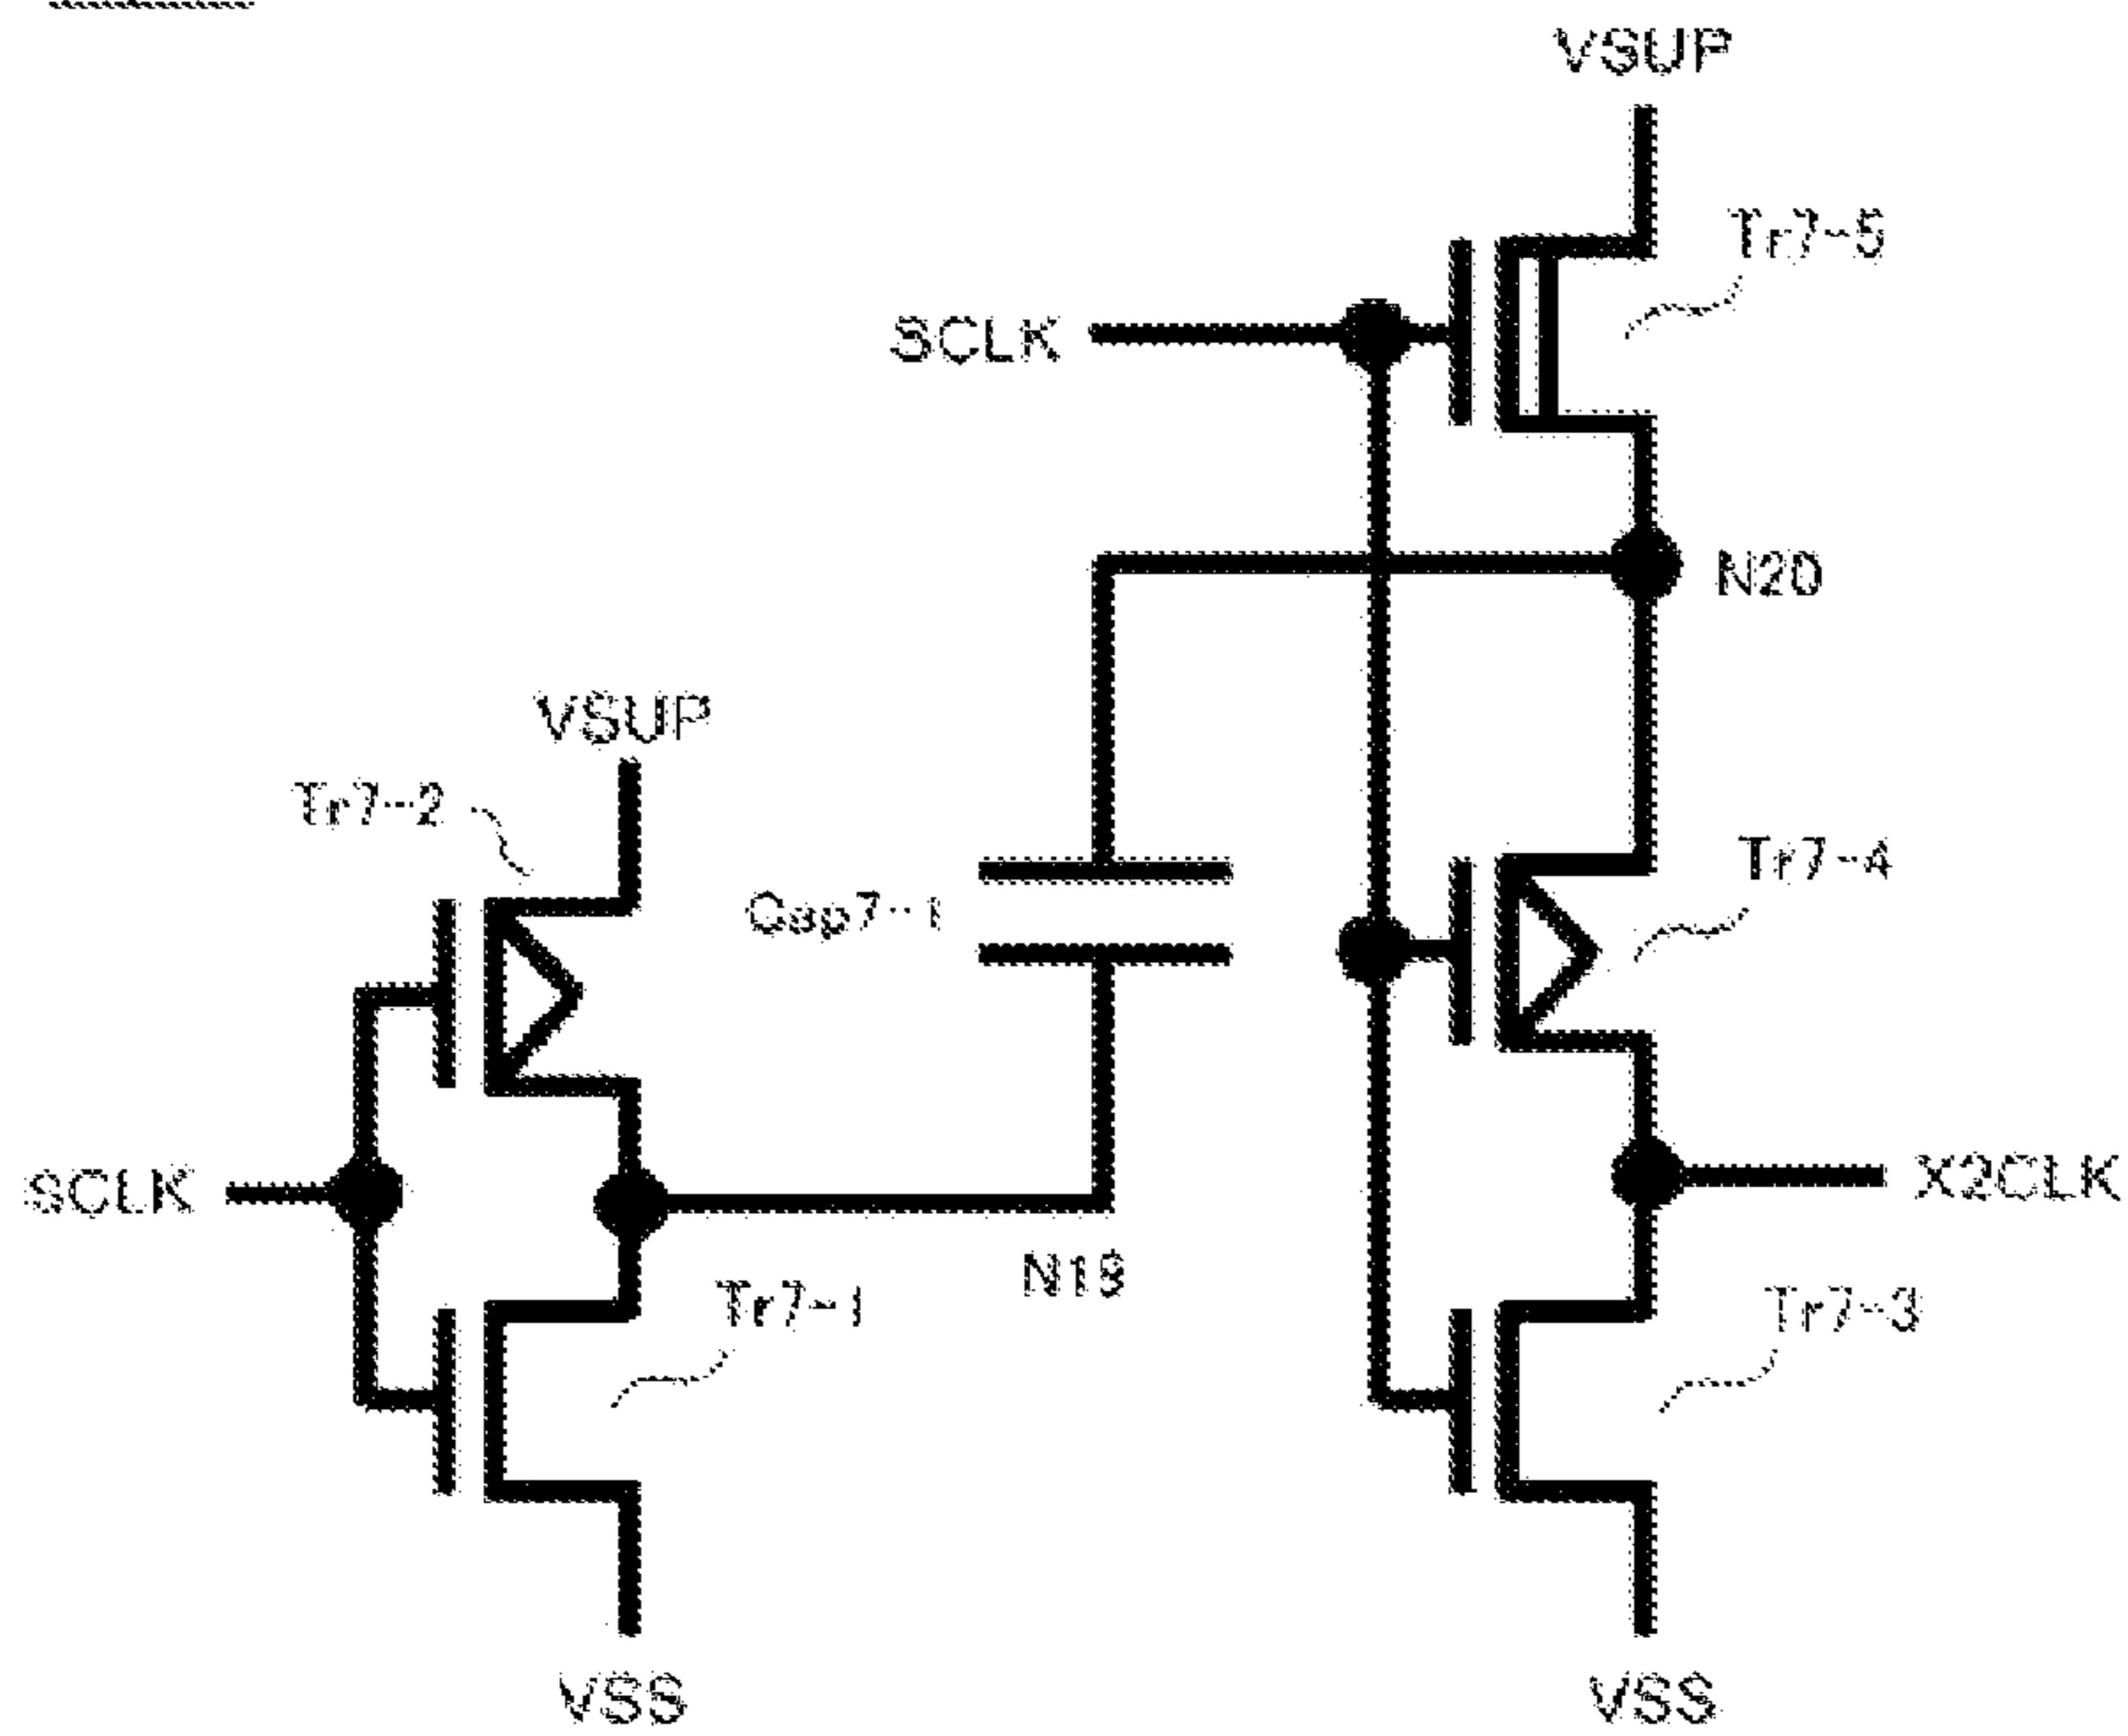 VSUP
Tr7-5
SCLK
N20
VSUP
Tr7-2
Tr7-4
Cap7-1
SCLK
X2CLK
N19
Tr7-1
Tr7-3
VSS
VSS